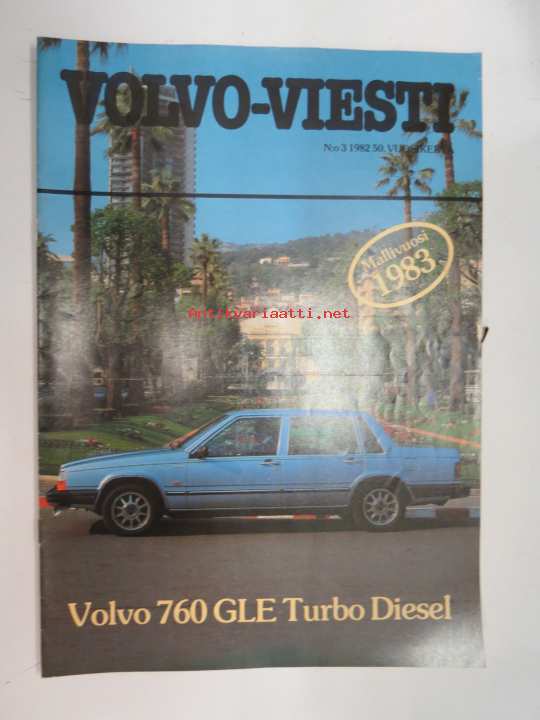 VOLVO-VIESTI
N:o 3 1982 50. VUOSIKERTA
Mallivuosi
1983
Antikvariaatti.net
Volvo 760 GLE Turbo Diesel